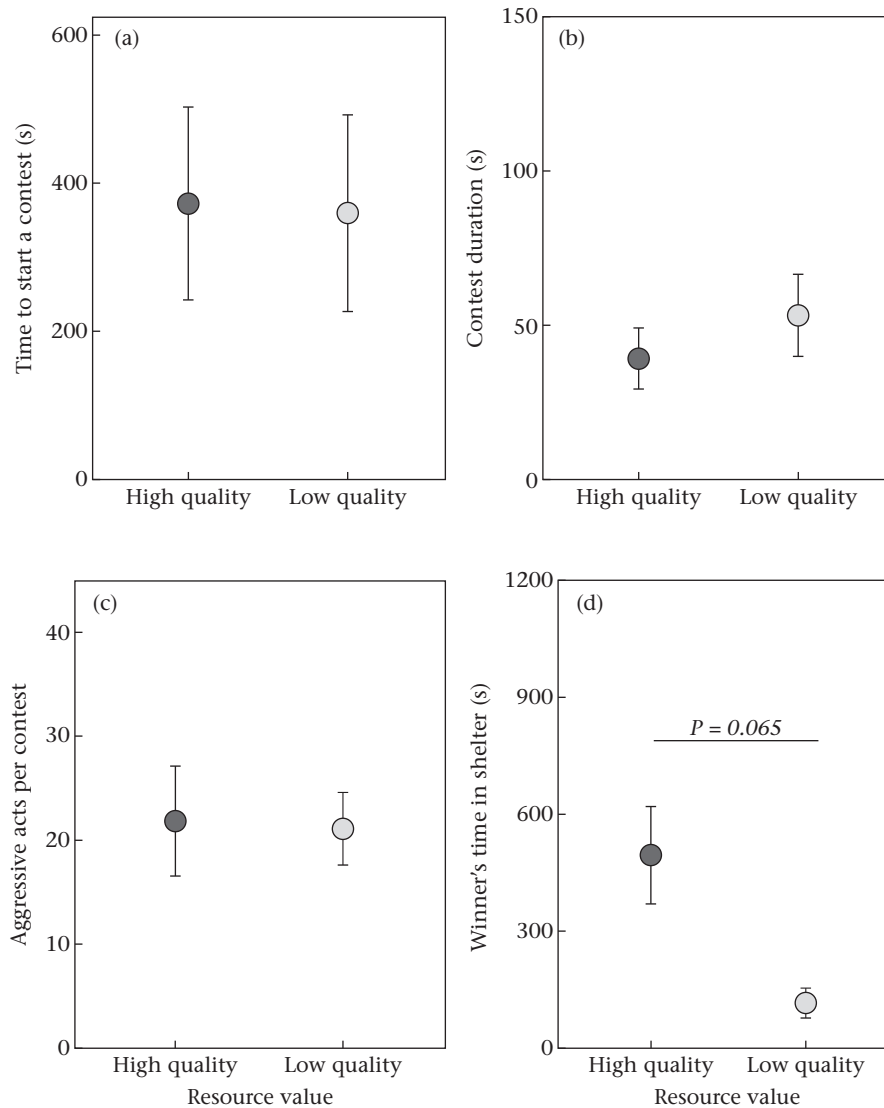 (a)
600
400
200
0
Time to start a contest (s)
High quality Low quality
(b)
150
100
50
0
Contest duration (s)
High quality Low quality
(c)
40
30
20
10
0
Aggressive acts per contest
High quality Low quality
Resource value
(d)
1200
900
600
300
0
Winner's time in shelter (s)
P = 0.065
High quality Low quality
Resource value